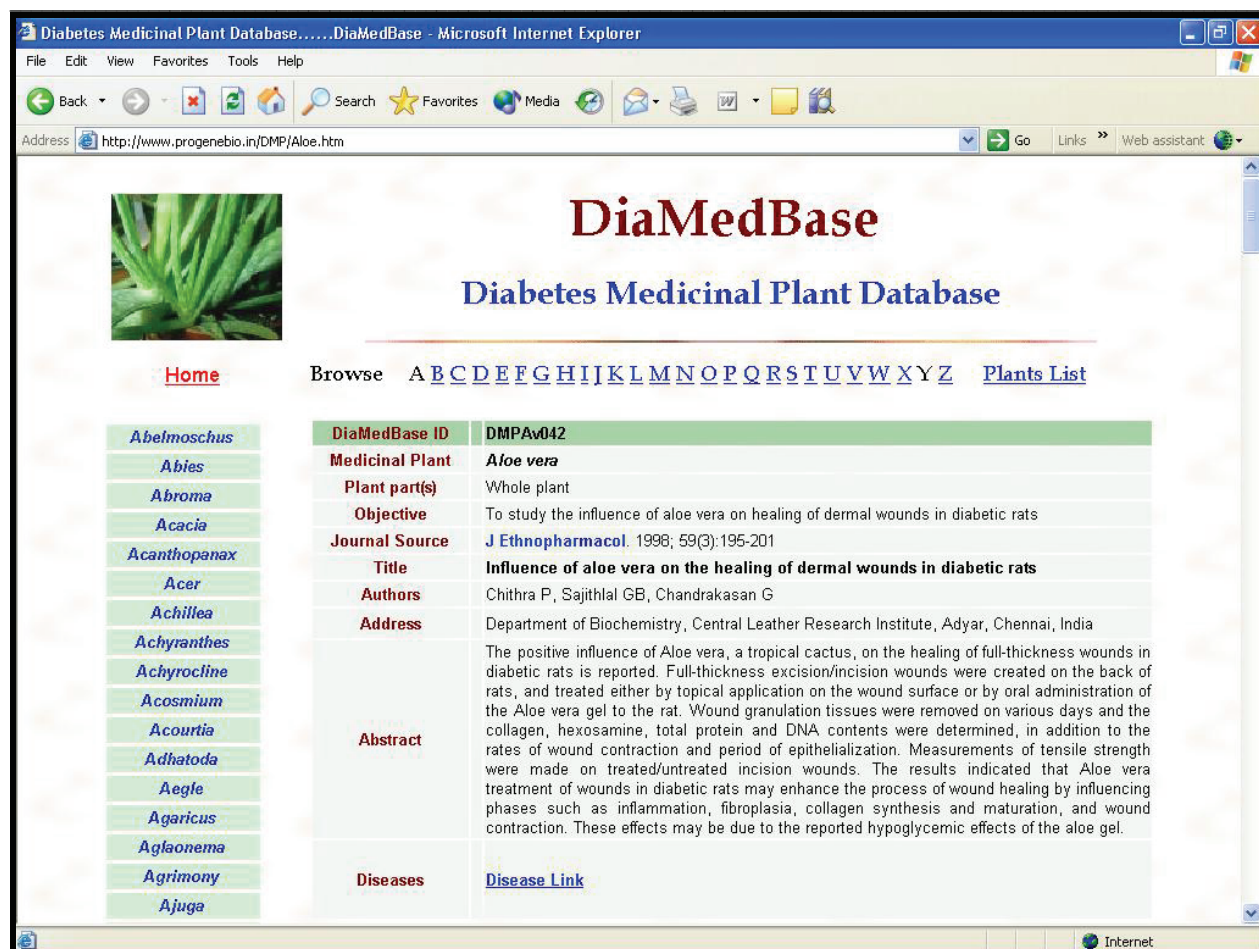 Diabetes Medicinal Plant Database......DiaMedBase - Microsoft Internet Explorer
File Edit View Favorites Tools Help
Back Search Favorites Media W
Address http://www.progenebio.in/DMP/Aloe.htm Go Links » Web assistant
DiaMedBase
Diabetes Medicinal Plant Database
Home Browse A B C D E F G H I J K L M N O P Q R S T U V W X Y Z Plants List
Abelmoschus
Abies
Abroma
Acacia
Acanthopanax
Acer
Achillea
Achyranthes
Achyrocline
Acosmium
Acourtia
Adhatoda
Aegle
Agaricus
Aglaonema
Agrimony
Ajuga
DiaMedBase ID DMPAv042
Medicinal Plant Aloe vera
Plant part(s) Whole plant
Objective To study the influence of aloe vera on healing of dermal wounds in diabetic rats
Journal Source J Ethnopharmacol. 1998; 59(3):195-201
Title Influence of aloe vera on the healing of dermal wounds in diabetic rats
Authors Chithra P, Sajithlal GB, Chandrakasan G
Address Department of Biochemistry, Central Leather Research Institute, Adyar, Chennai, India
Abstract
The positive influence of Aloe vera, a tropical cactus, on the healing of full-thickness wounds in
diabetic rats is reported. Full-thickness excision/incision wounds were created on the back of
rats, and treated either by topical application on the wound surface or by oral administration of
the Aloe vera gel to the rat. Wound granulation tissues were removed on various days and the
collagen, hexosamine, total protein and DNA contents were determined, in addition to the
rates of wound contraction and period of epithelialization. Measurements of tensile strength
were made on treated/untreated incision wounds. The results indicated that Aloe vera
treatment of wounds in diabetic rats may enhance the process of wound healing by influencing
phases such as inflammation, fibroplasia, collagen synthesis and maturation, and wound
contraction. These effects may be due to the reported hypoglycemic effects of the aloe gel.
Diseases Disease Link
Internet